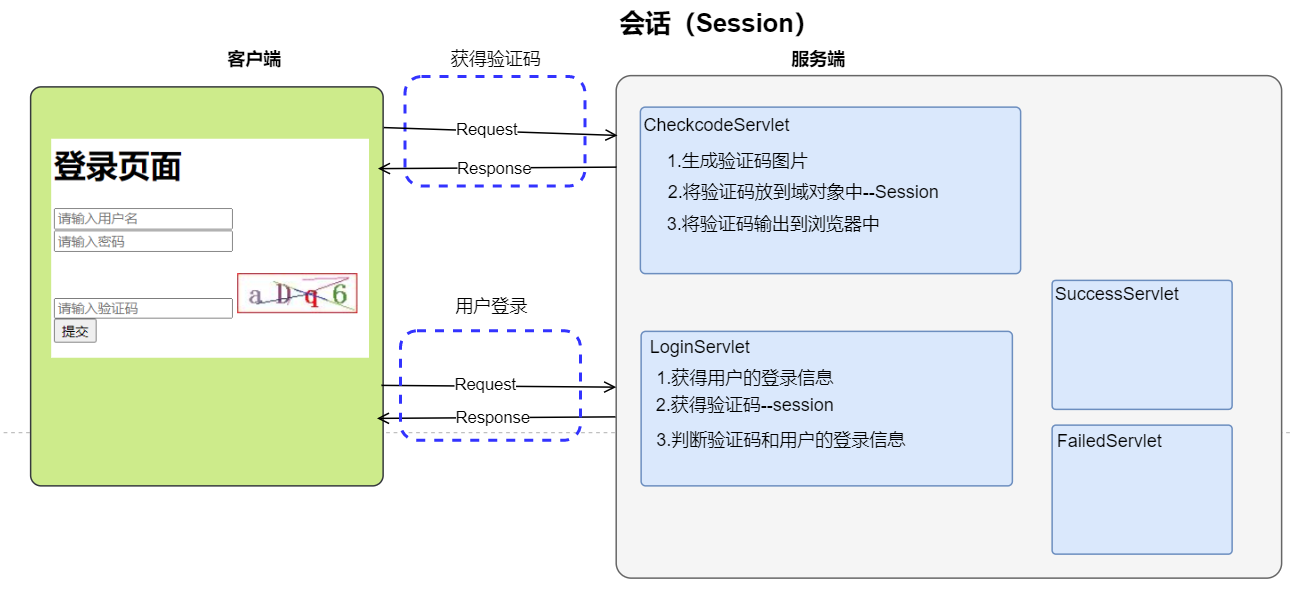 会话（Session）
客户端
获得验证码
服务端
登录页面
请输入用户名
请输入密码
请输入验证码
aDq6
提交
Request
Response
用户登录
Request
Response
CheckcodeServlet
1.生成验证码图片
2.将验证码放到域对象中--Session
3.将验证码输出到浏览器中
LoginServlet
1.获得用户的登录信息
2.获得验证码--session
3.判断验证码和用户的登录信息
SuccessServlet
FailedServlet